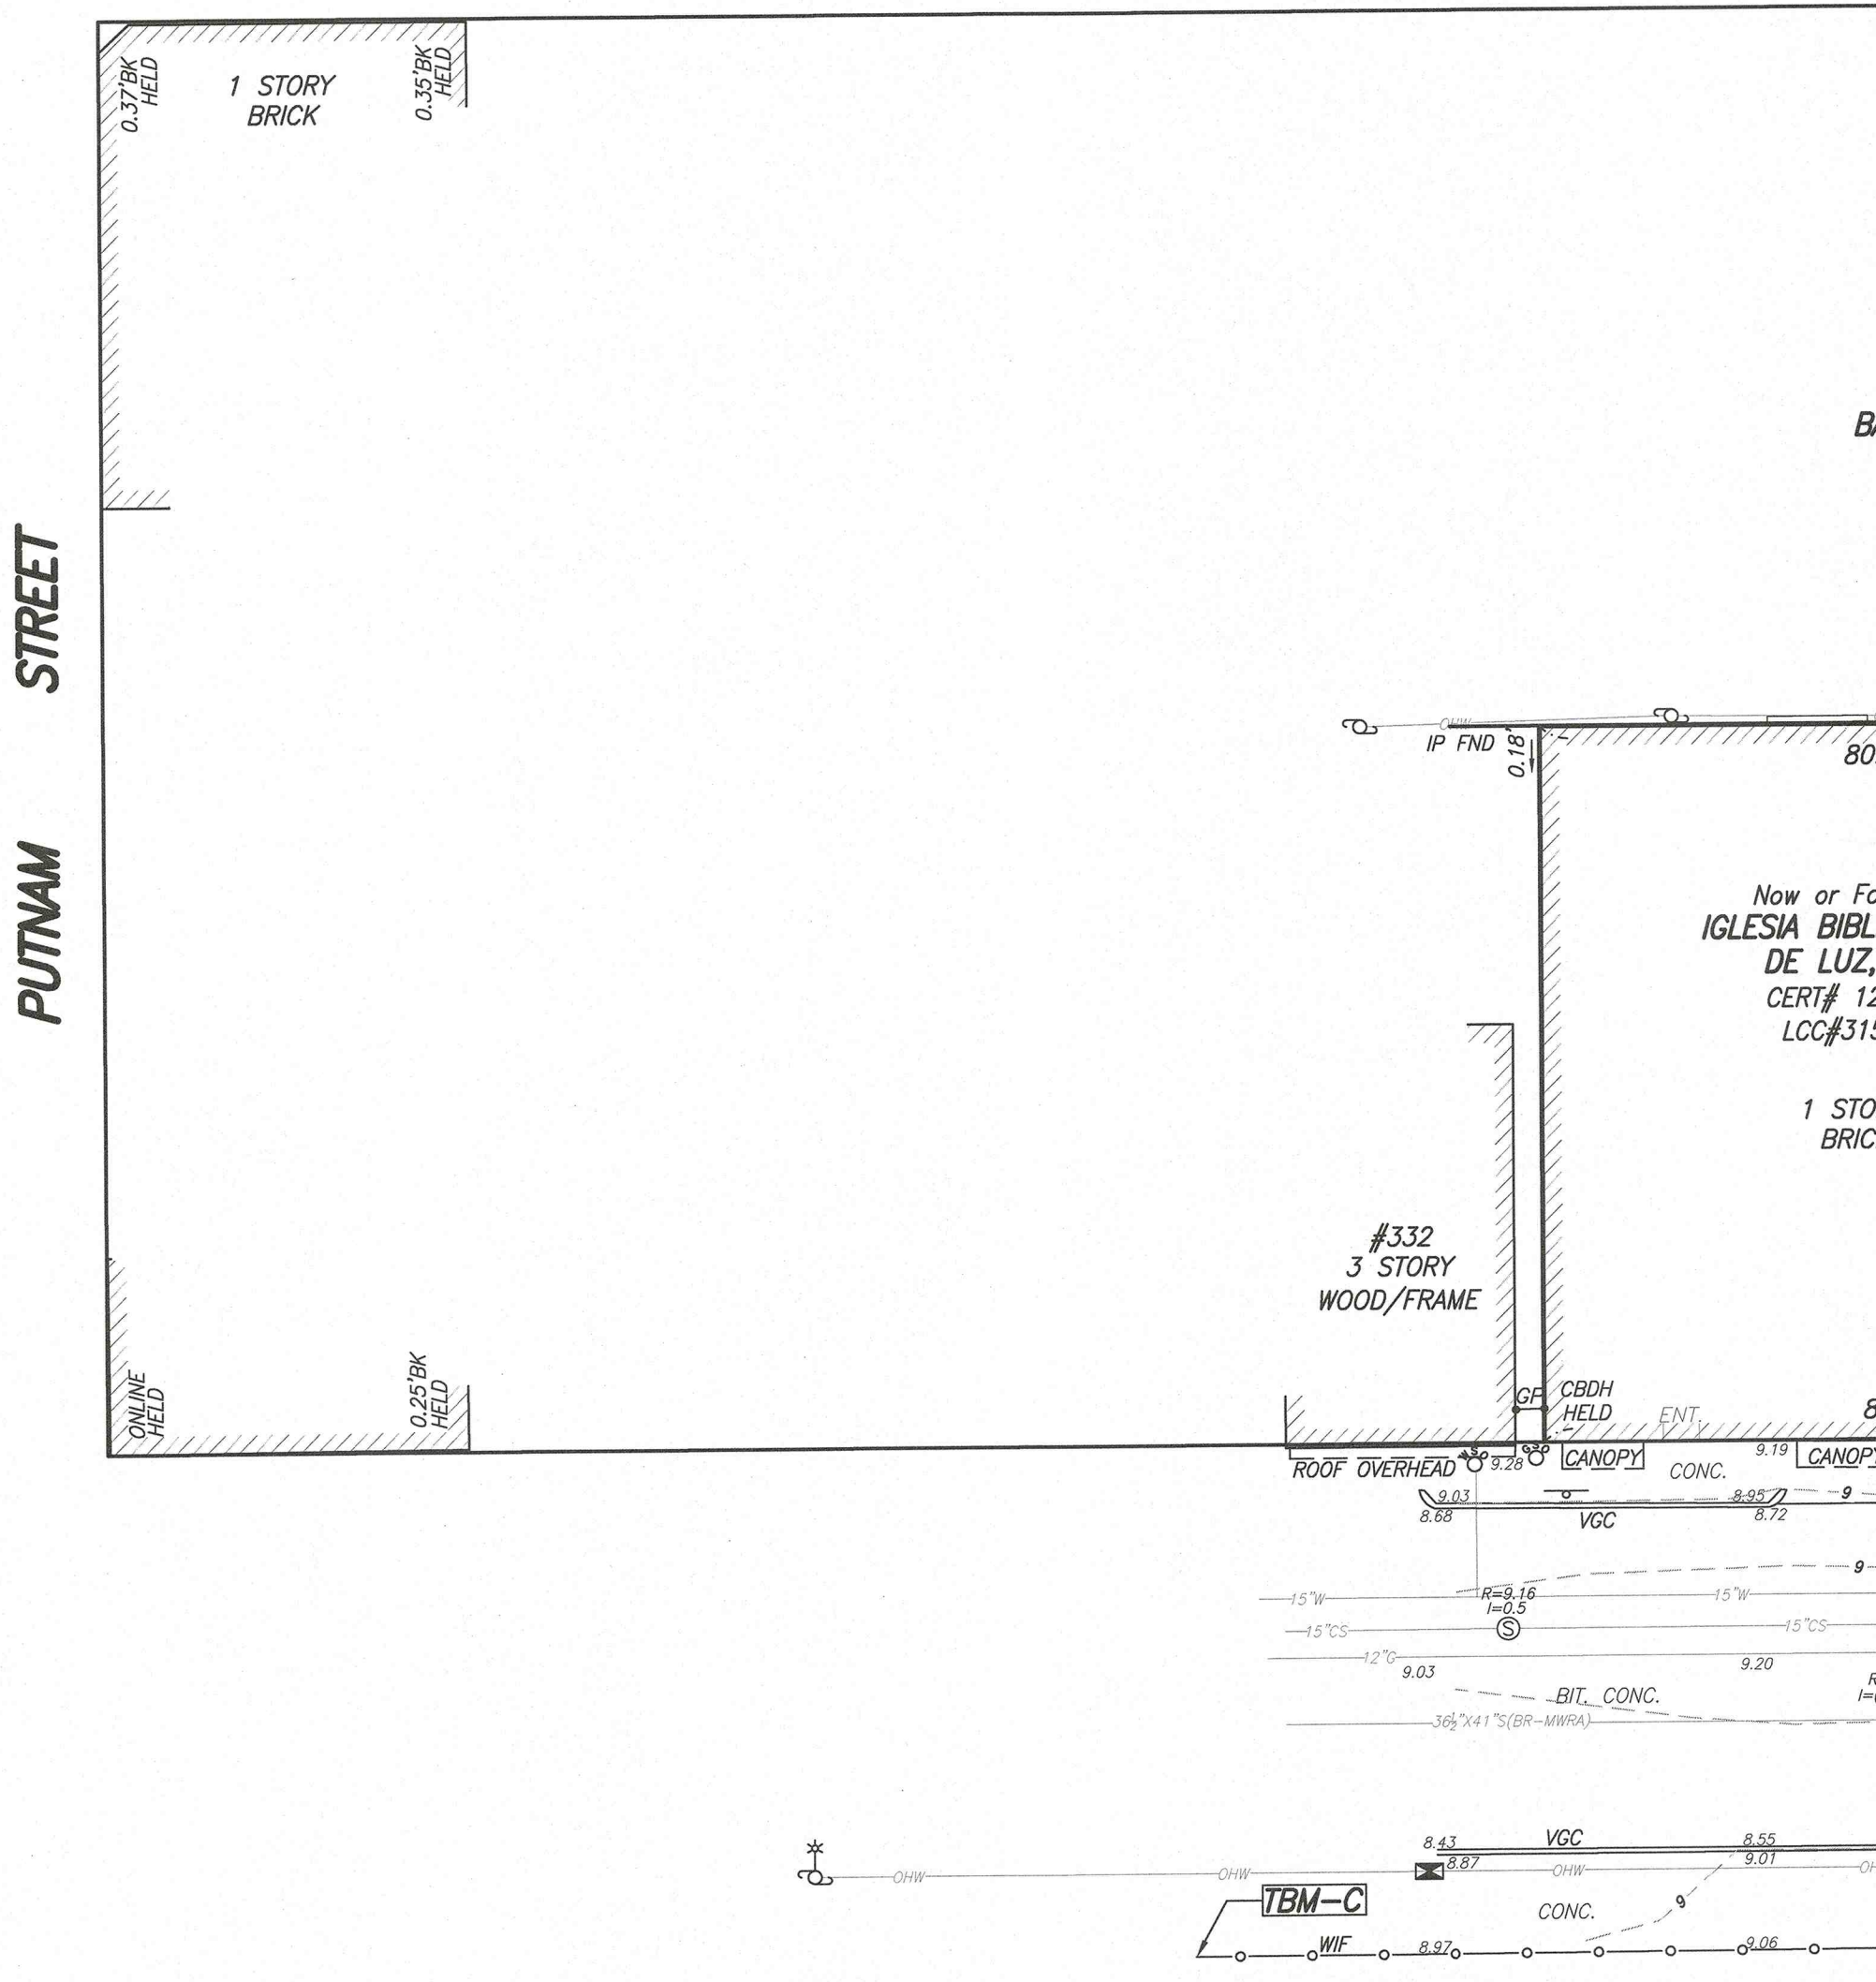 0.37'BK
HELD
1 STORY
BRICK
0.35'BK
HELD
PUTNAM STREET
OHW
IP FND
0.18'
80
Now or Fo
IGLESIA BIBL
DE LUZ,
CERT# 12
LCC#315
1 STO
BRIC
#332
3 STORY
WOOD/FRAME
ONLINE
HELD
0.25'BK
HELD
GP
CBDH
HELD
ENT.
8
ROOF OVERHEAD
9.28
CANOPY
CONC.
9.19
CANOPY
9.03
8.95
9
8.68
VGC
8.72
9
15"W
R=9.16
I=0.5
15"W
15"CS
S
15"CS
12"G
9.03
9.20
BIT. CONC.
I=
36½"X41"S(BR-MWRA)
8.43
VGC
8.55
8.87
9.01
OHW
OHW
OHW
TBM-C
CONC.
9
WIF
8.97
9.06